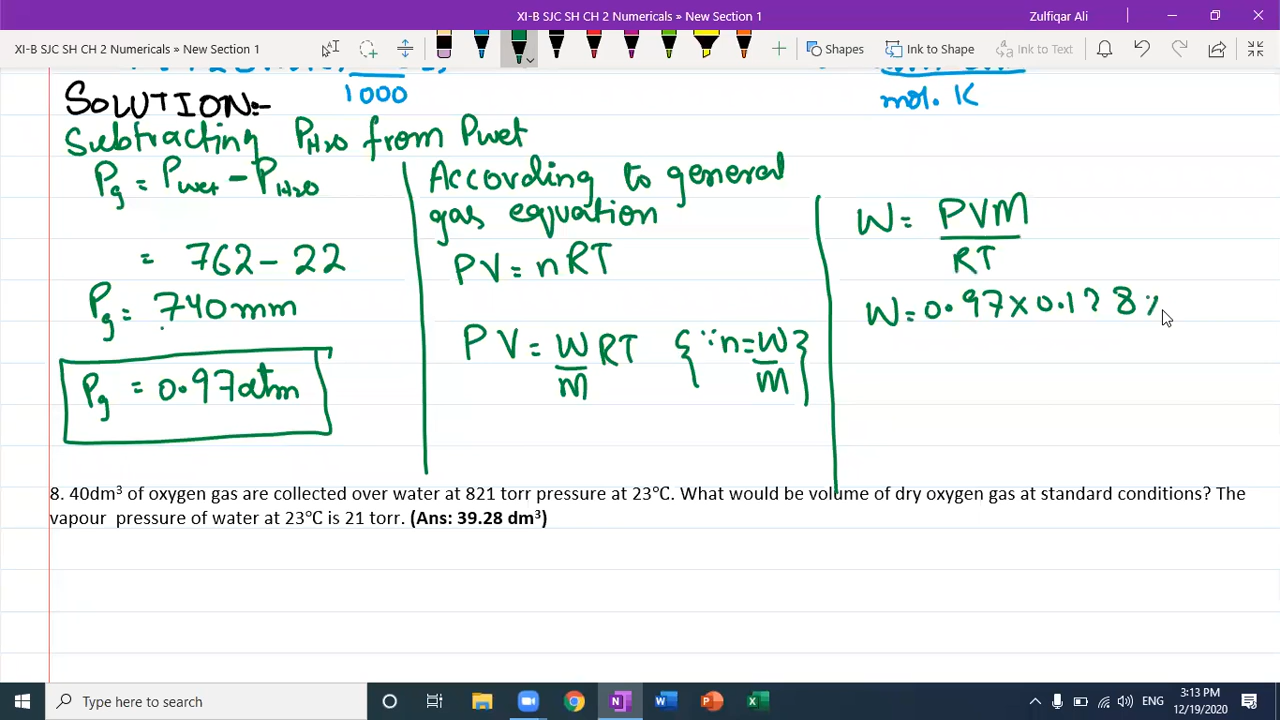 XI-B SJC SH CH 2 Numericals » New Section 1
Zulfiqar Ali
XI-B SJC SH CH 2 Numericals » New Section 1
Shapes
Ink to Shape
Ink to Text
1000
mol. K
SOLUTION:-
Subtracting PH2O from Pwet
Pg = Pwet - PH2O
= 762 - 22
Pg = 740mm
Pg = 0.97atm
According to general
gas equation
PV = nRT
PV = W/M RT {∵n=W/M}
W = PVM/RT
W = 0.97×0.1
8. 40dm³ of oxygen gas are collected over water at 821 torr pressure at 23°C. What would be volume of dry oxygen gas at standard conditions? The
vapour pressure of water at 23°C is 21 torr. (Ans: 39.28 dm³)
Type here to search
ENG
3:13 PM
12/19/2020